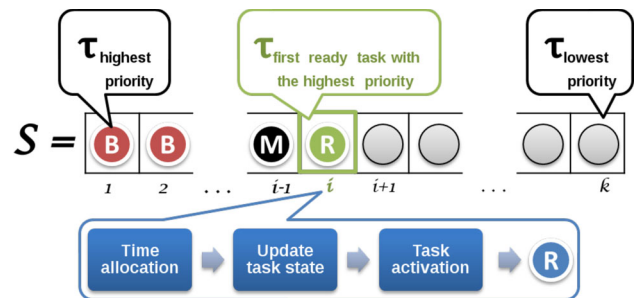 τhighest
priority
τfirst ready task with
the highest priority
τlowest
priority
S =
B B M R
1 2 . . . i-1 i i+1 . . . k
Time
allocation
Update
task state
Task
activation
R